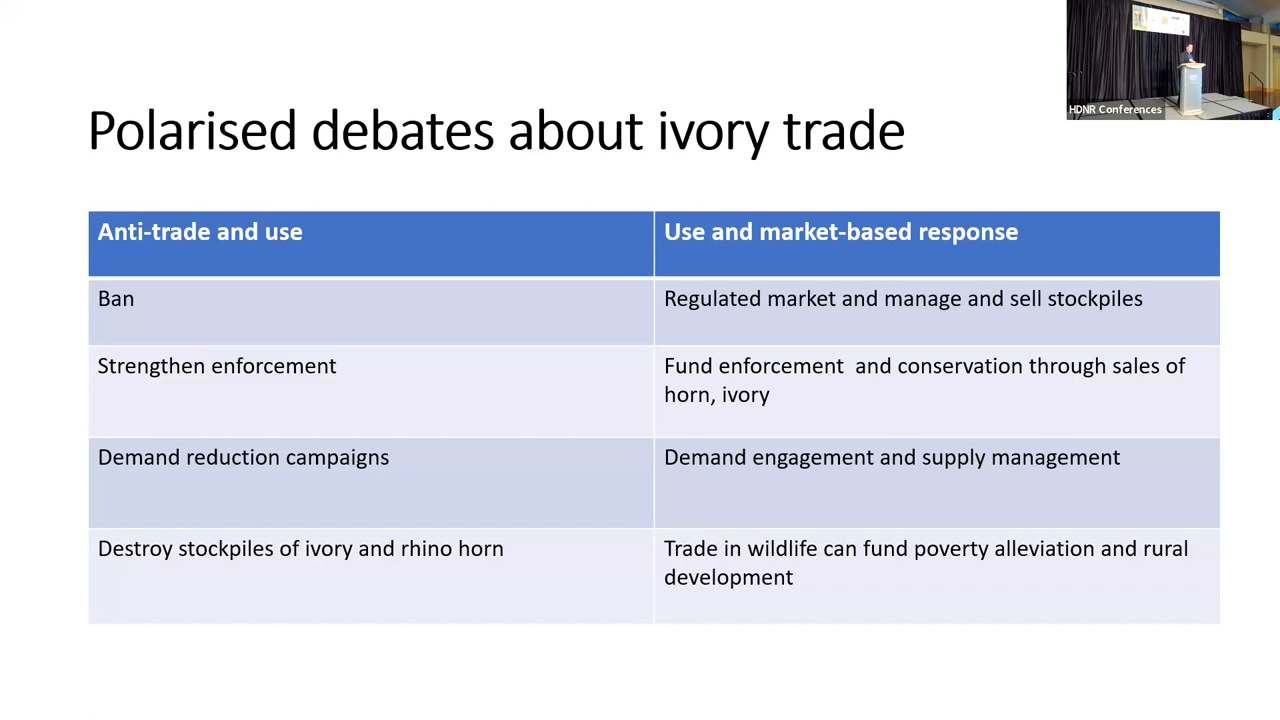 HDNR Conferences
Polarised debates about ivory trade
Anti-trade and use
Use and market-based response
Ban
Regulated market and manage and sell stockpiles
Strengthen enforcement
Fund enforcement  and conservation through sales of
horn, ivory
Demand reduction campaigns
Demand engagement and supply management
Destroy stockpiles of ivory and rhino horn
Trade in wildlife can fund poverty alleviation and rural
development